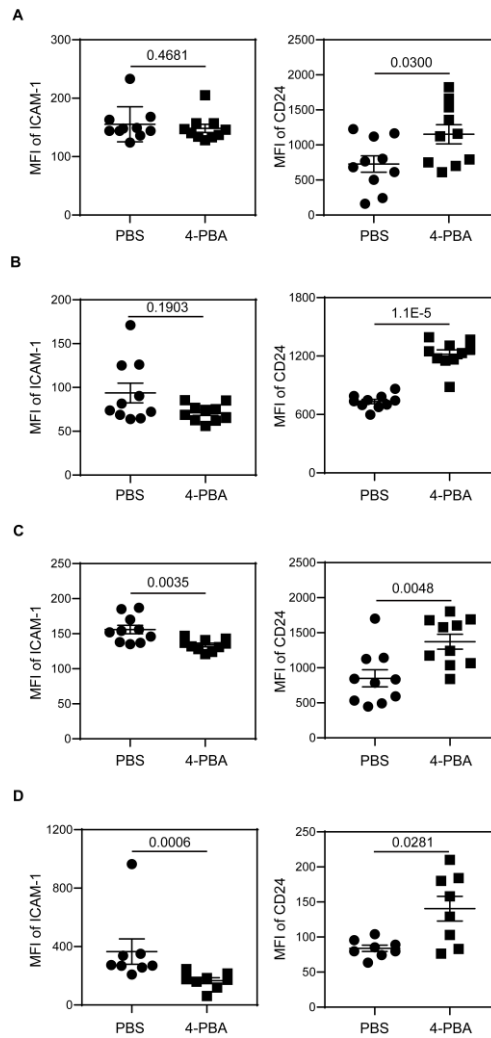 A
MFI of ICAM-1
300
200
100
0
0.4681
PBS
4-PBA
MFI of CD24
2500
2000
1500
1000
500
0
0.0300
PBS
4-PBA
B
MFI of ICAM-1
200
150
100
50
0
0.1903
PBS
4-PBA
MFI of CD24
1800
1200
600
0
1.1E-5
PBS
4-PBA
C
MFI of ICAM-1
250
200
150
100
50
0
0.0035
PBS
4-PBA
MFI of CD24
2500
2000
1500
1000
500
0
0.0048
PBS
4-PBA
D
MFI of ICAM-1
1200
800
400
0
0.0006
PBS
4-PBA
MFI of CD24
250
200
150
100
50
0
0.0281
PBS
4-PBA